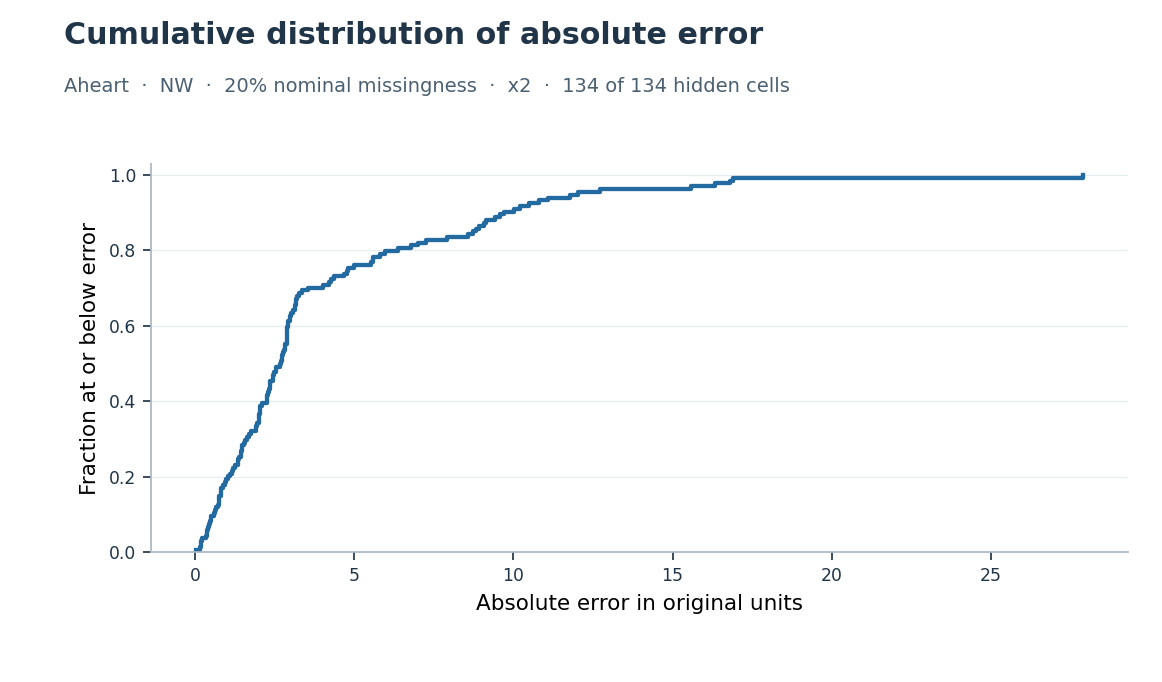 Cumulative distribution of absolute error
Aheart · NW · 20% nominal missingness · x2 · 134 of 134 hidden cells
Fraction at or below error
1.0
0.8
0.6
0.4
0.2
0.0
0 5 10 15 20 25
Absolute error in original units